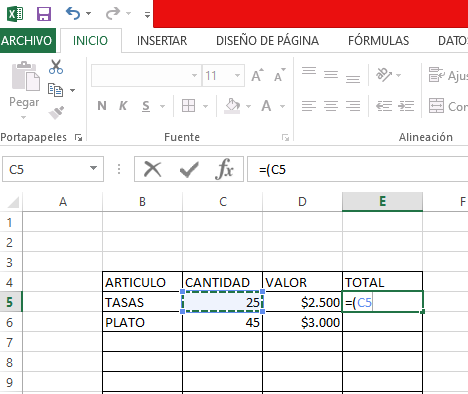 ARCHIVO INICIO INSERTAR DISEÑO DE PÁGINA FÓRMULAS DATO
Pegar 11 A A Ajus
N K S A Con
Portapapeles Fuente Alineación
C5 fx =(C5
A B C D E F
1
2
3
4 ARTICULO CANTIDAD VALOR TOTAL
5 TASAS 25 $2.500 =(C5
6 PLATO 45 $3.000
7
8
9